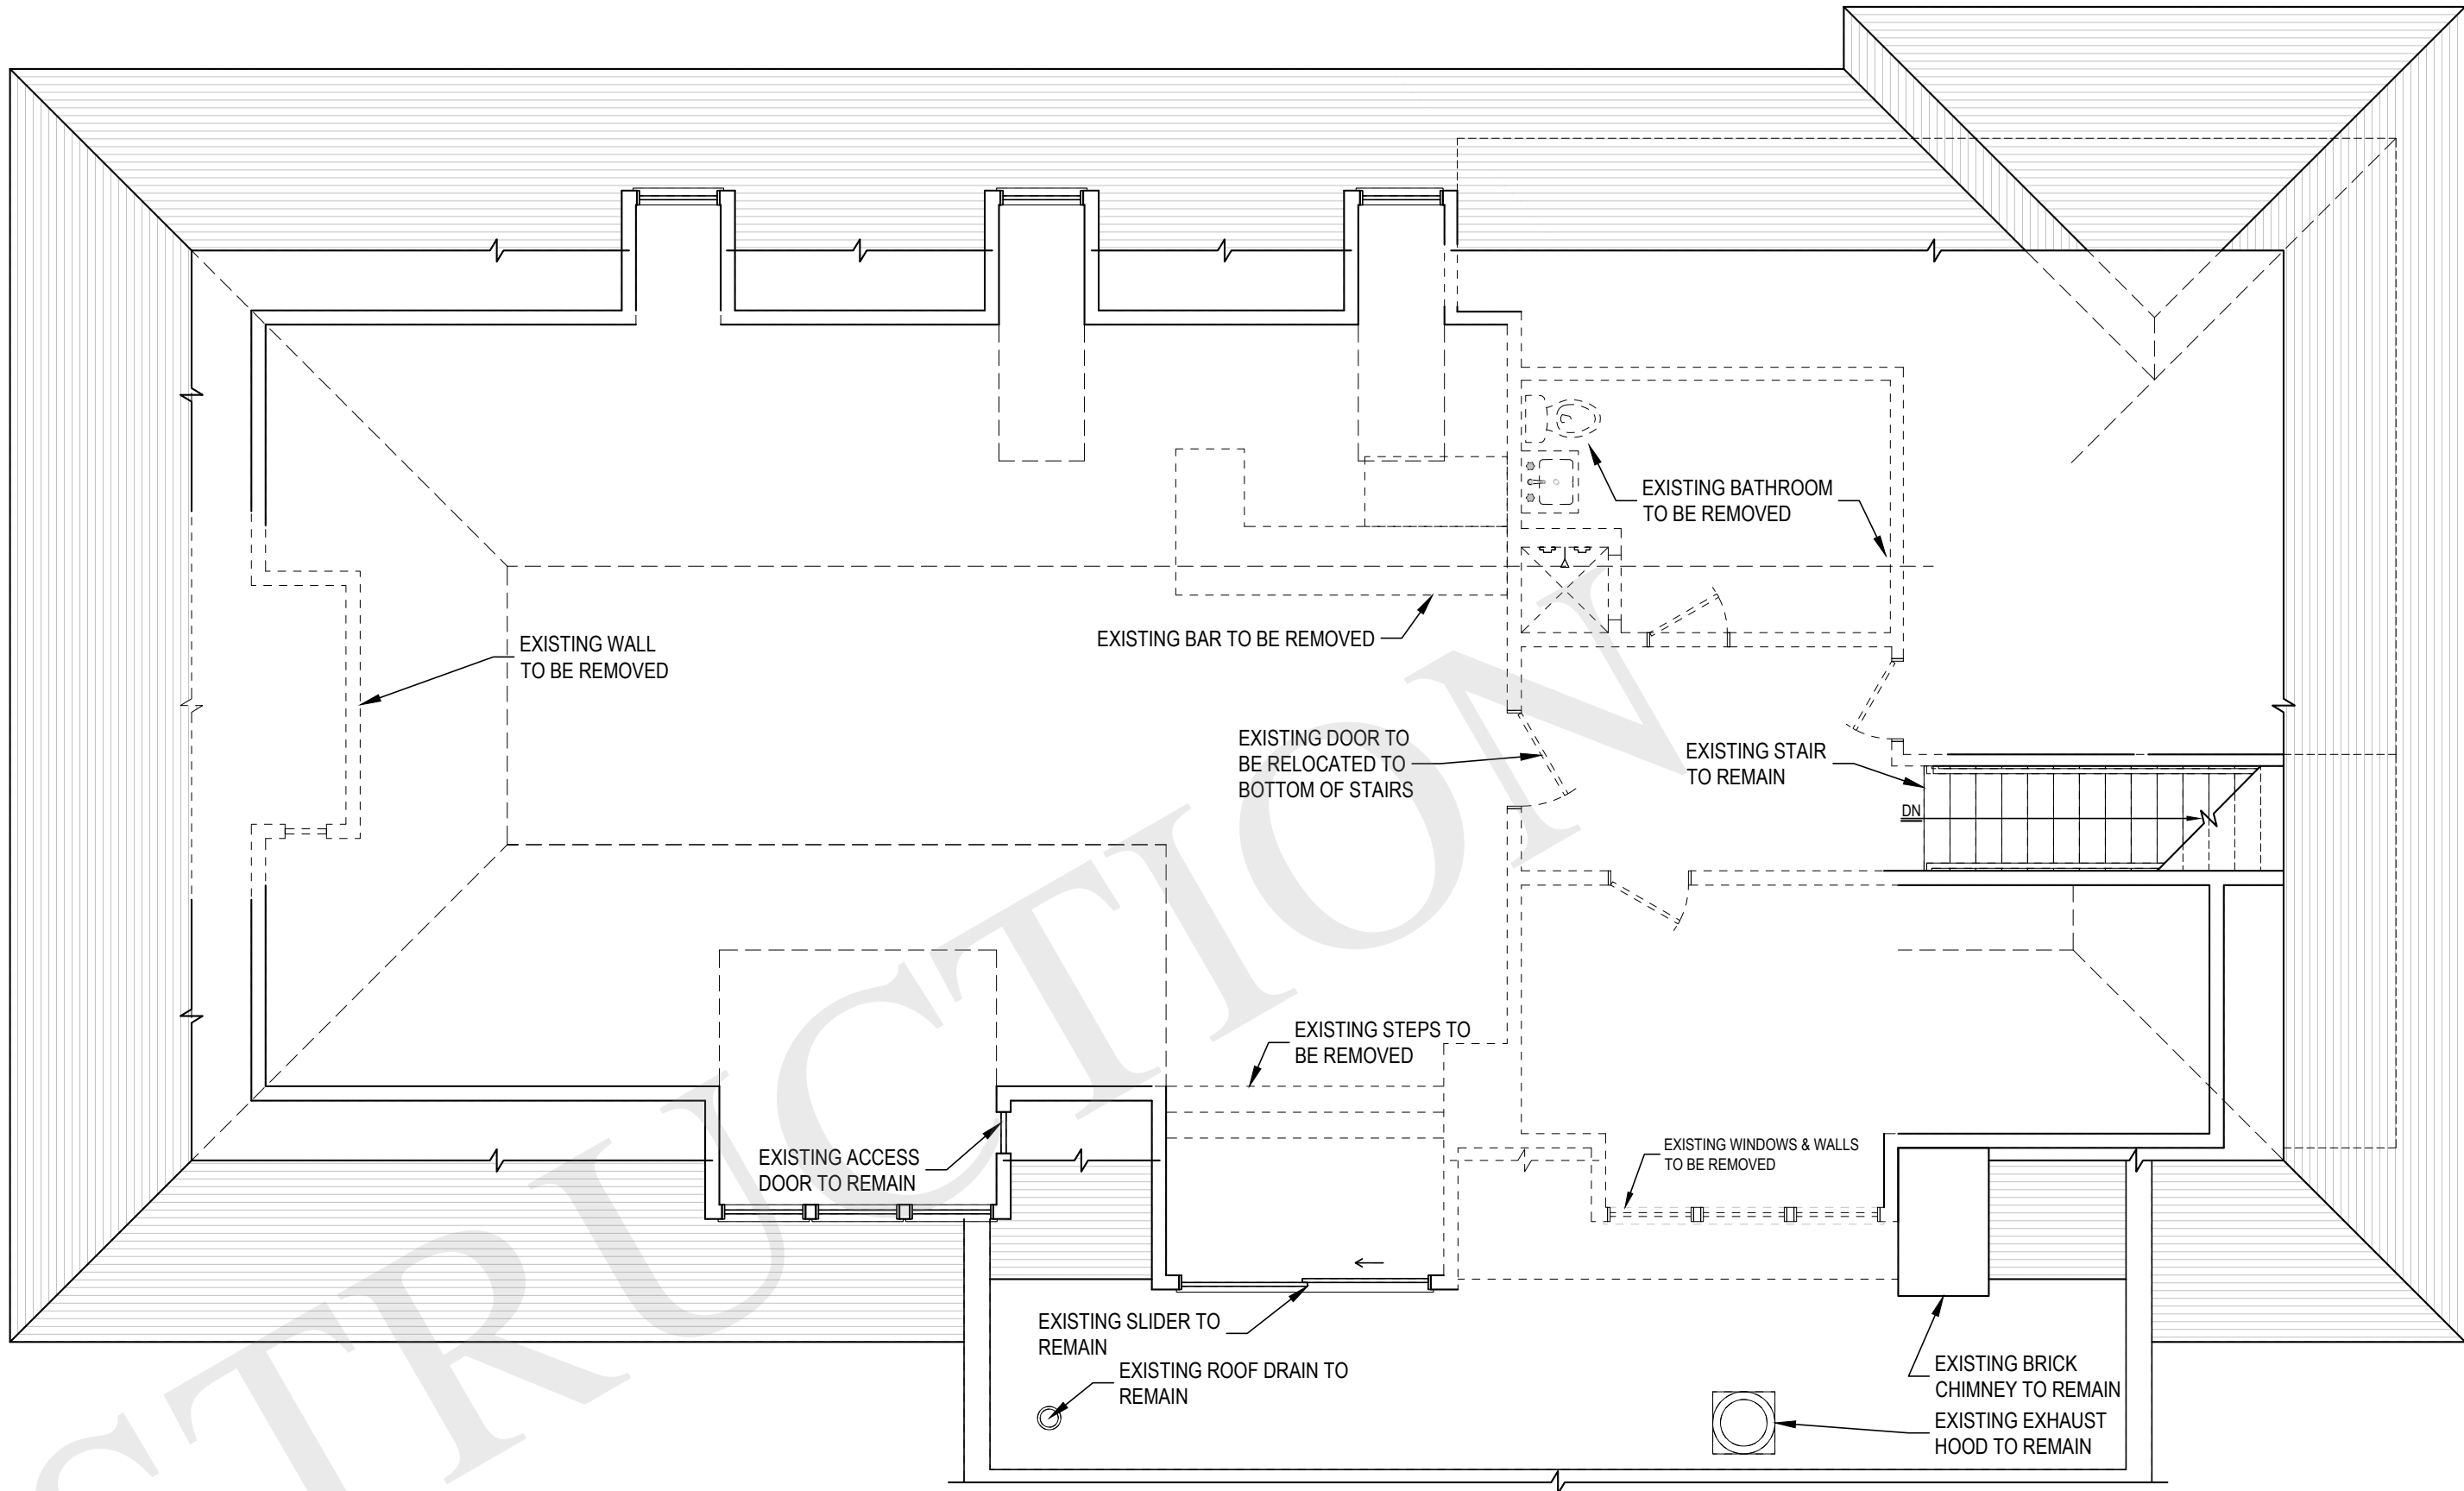 EXISTING BATHROOM
TO BE REMOVED
EXISTING WALL
TO BE REMOVED
EXISTING BAR TO BE REMOVED
EXISTING DOOR TO
BE RELOCATED TO
BOTTOM OF STAIRS
EXISTING STAIR
TO REMAIN
DN
EXISTING STEPS TO
BE REMOVED
EXISTING WINDOWS & WALLS
TO BE REMOVED
EXISTING ACCESS
DOOR TO REMAIN
EXISTING SLIDER TO
REMAIN
EXISTING ROOF DRAIN TO
REMAIN
EXISTING BRICK
CHIMNEY TO REMAIN
EXISTING EXHAUST
HOOD TO REMAIN
STRUCTION